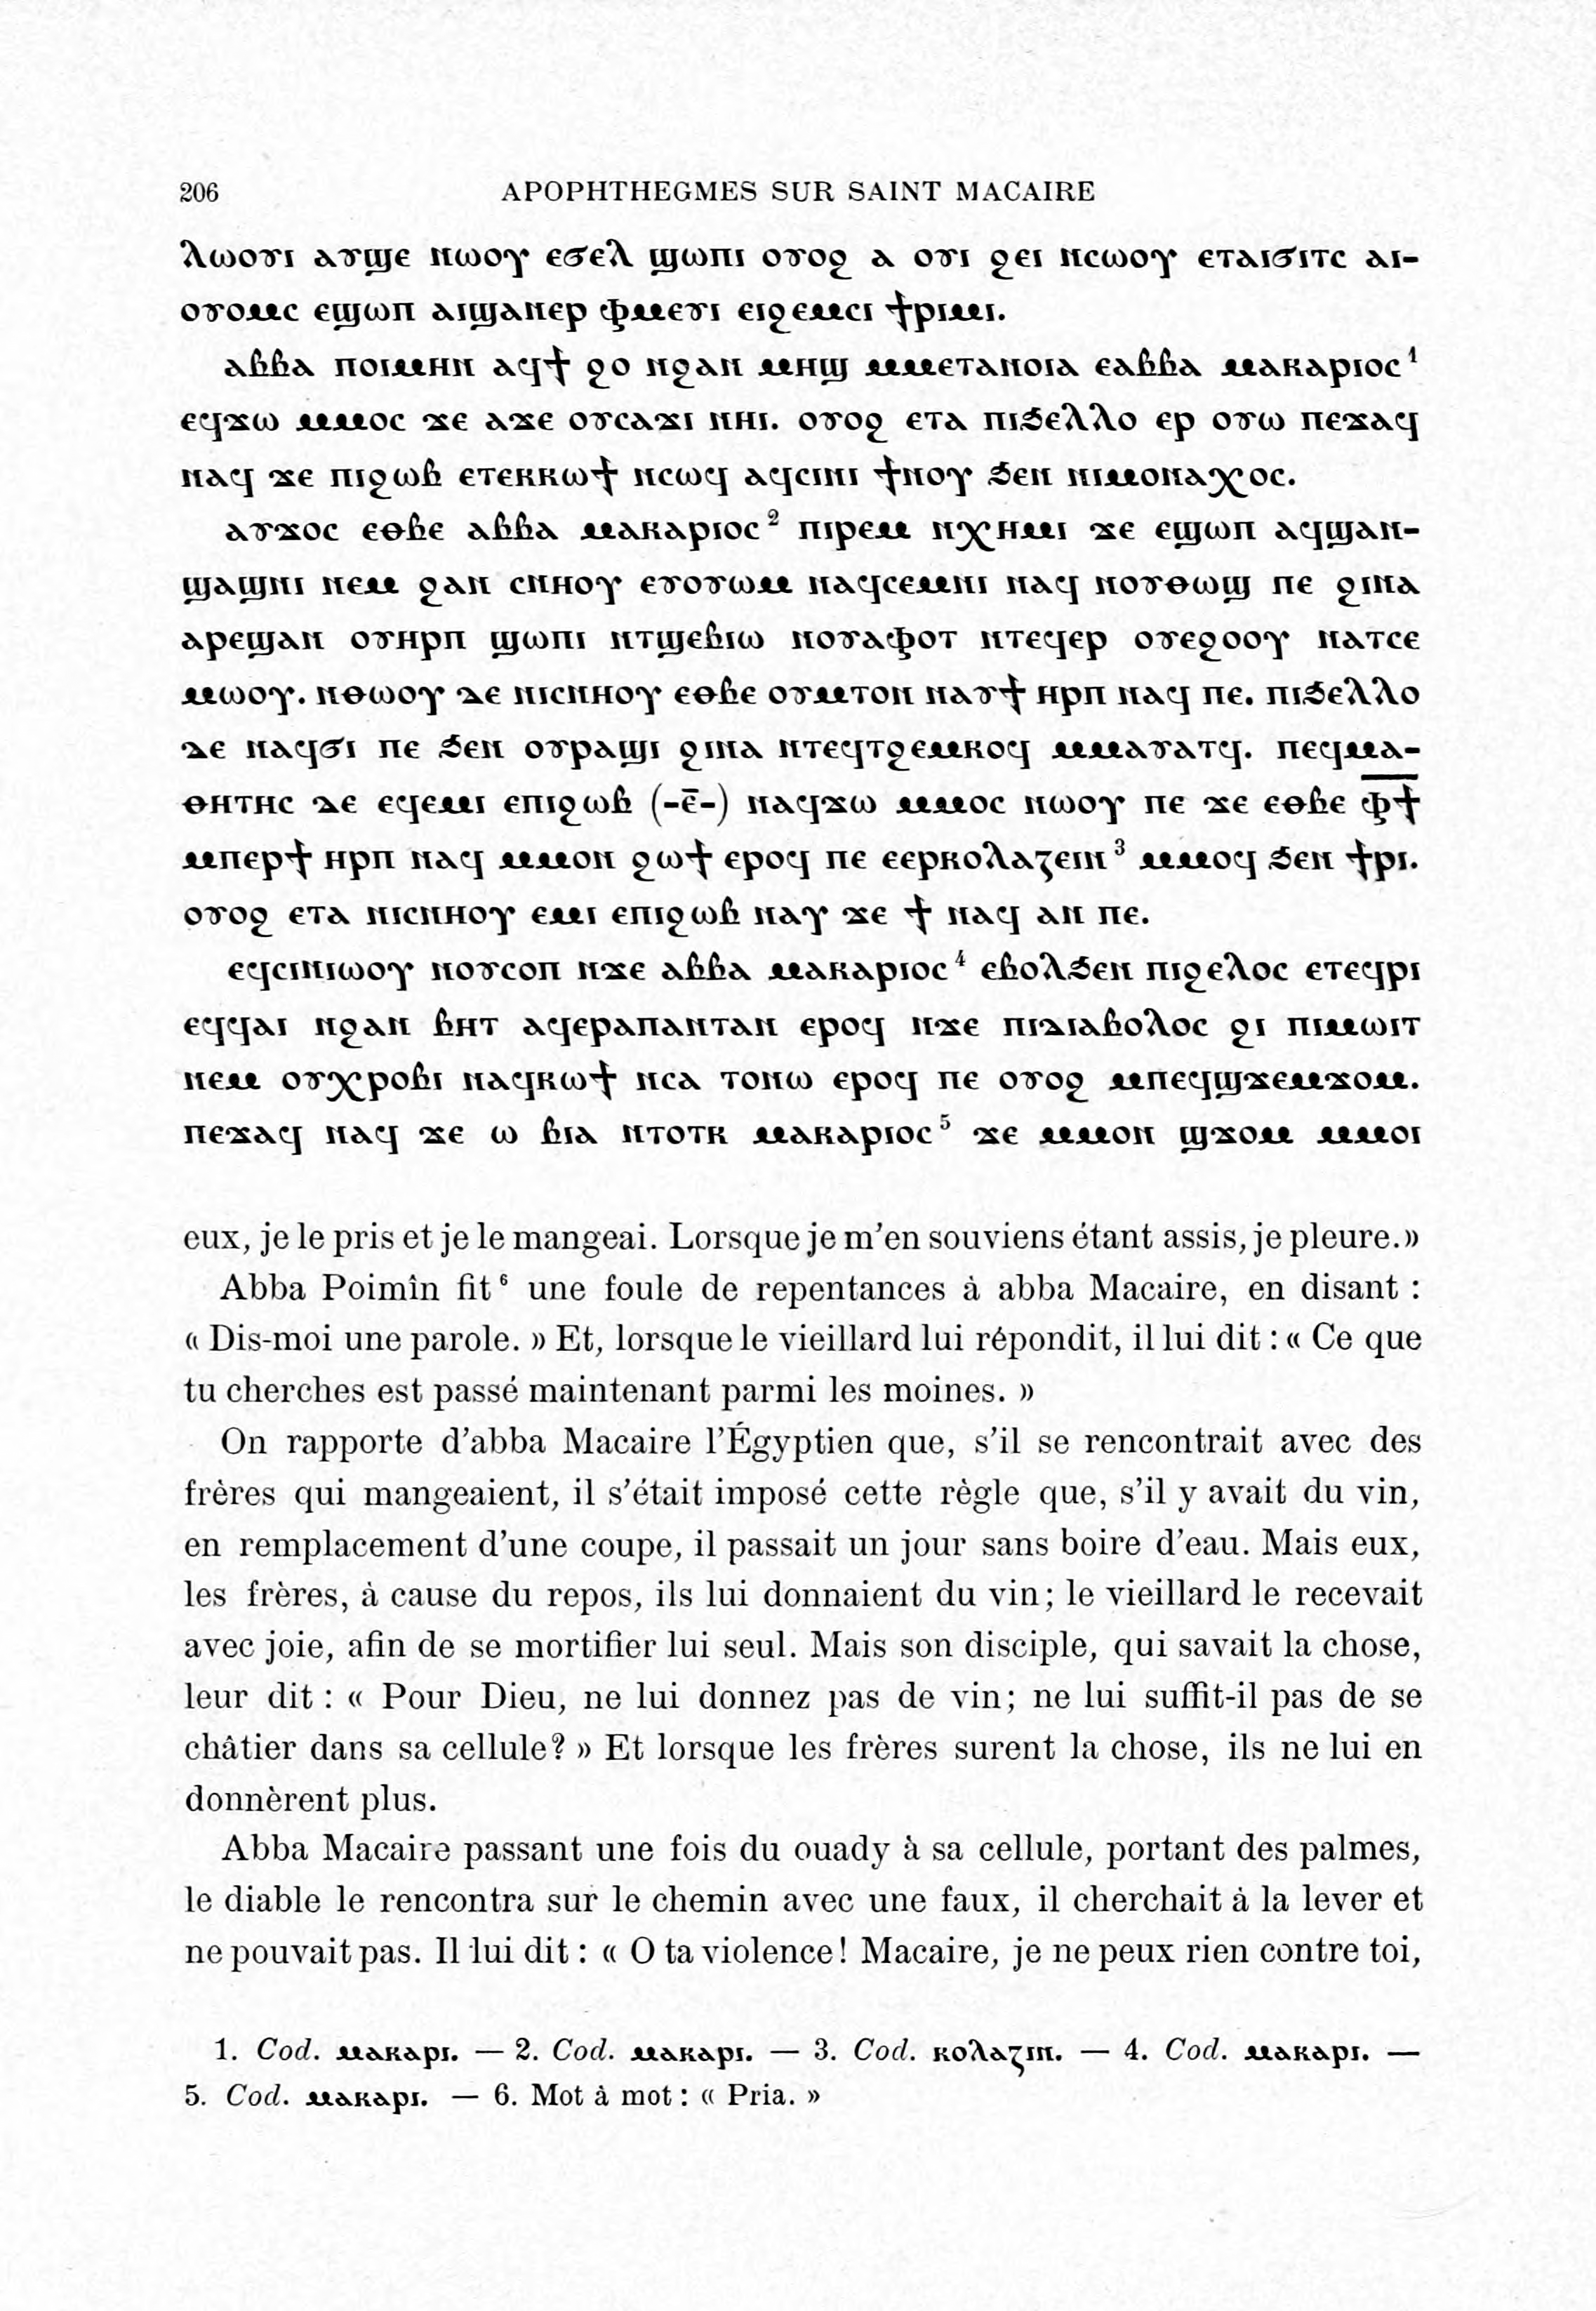 206 APOPHTHEGMES SUR SAINT MACAIRE
ⲗⲱⲟⲩⲓ ⲁⲩϣⲉ ⲛⲱⲟⲩ ⲉϭⲉⲗ ϣⲱⲡⲓ ⲟⲩⲟϩ ⲁ ⲟⲩⲓ ϩⲉⲓ ⲛⲥⲱⲟⲩ ⲉⲧⲁⲓϭⲓⲧⲥ ⲁⲓ-
ⲟⲩⲟⲙⲥ ⲉϣⲱⲡ ⲁⲓϣⲁⲛⲉⲣ ⲫⲙⲉⲩⲓ ⲉⲓϩⲉⲙⲥⲓ ϯⲣⲓⲙⲓ.
ⲁⲃⲃⲁ ⲡⲟⲓⲙⲏⲛ ⲁϥϯ ϩⲟ ⲛϩⲁⲛ ⲙⲏϣ ⲙⲙⲉⲧⲁⲛⲟⲓⲁ ⲉⲁⲃⲃⲁ ⲙⲁⲕⲁⲣⲓⲟⲥ¹
ⲉϥϫⲱ ⲙⲙⲟⲥ ϫⲉ ⲁϫⲉ ⲟⲩⲥⲁϫⲓ ⲛⲏⲓ. ⲟⲩⲟϩ ⲉⲧⲁ ⲡⲓϧⲉⲗⲗⲟ ⲉⲣ ⲟⲩⲱ ⲡⲉϫⲁϥ
ⲛⲁϥ ϫⲉ ⲡⲓϩⲱⲃ ⲉⲧⲉⲕⲕⲱϯ ⲛⲥⲱϥ ⲁϥⲥⲓⲛⲓ ϯⲛⲟⲩ ϧⲉⲛ ⲛⲓⲙⲟⲛⲁⲭⲟⲥ.
ⲁⲩϫⲟⲥ ⲉⲑⲃⲉ ⲁⲃⲃⲁ ⲙⲁⲕⲁⲣⲓⲟⲥ² ⲡⲓⲣⲉⲙ ⲛⲭⲏⲙⲓ ϫⲉ ⲉϣⲱⲡ ⲁϥϣⲁⲛ-
ϣⲁϣⲛⲓ ⲛⲉⲙ ϩⲁⲛ ⲥⲛⲏⲟⲩ ⲉⲩⲟⲩⲱⲙ ⲛⲁϥⲥⲉⲙⲛⲓ ⲛⲁϥ ⲛⲟⲩⲑⲱϣ ⲡⲉ ϩⲓⲛⲁ
ⲁⲣⲉϣⲁⲛ ⲟⲩⲏⲣⲡ ϣⲱⲡⲓ ⲛⲧϣⲉⲃⲓⲱ ⲛⲟⲩⲁⲫⲟⲧ ⲛⲧⲉϥⲉⲣ ⲟⲩⲉϩⲟⲟⲩ ⲛⲁⲧⲥⲉ
ⲙⲱⲟⲩ. ⲛⲑⲱⲟⲩ ⲇⲉ ⲛⲓⲥⲛⲏⲟⲩ ⲉⲑⲃⲉ ⲟⲩⲙⲧⲟⲛ ⲛⲁⲩϯ ⲏⲣⲡ ⲛⲁϥ ⲡⲉ. ⲡⲓϧⲉⲗⲗⲟ
ⲇⲉ ⲛⲁϥϭⲓ ⲡⲉ ϧⲉⲛ ⲟⲩⲣⲁϣⲓ ϩⲓⲛⲁ ⲛⲧⲉϥⲧϩⲉⲙⲕⲟϥ ⲙⲙⲁⲩⲁⲧϥ. ⲡⲉϥⲙⲁ-
ⲑⲏⲧⲏⲥ ⲇⲉ ⲉϥⲉⲙⲓ ⲉⲡⲓϩⲱⲃ (-ⲉ̄-) ⲛⲁϥϫⲱ ⲙⲙⲟⲥ ⲛⲱⲟⲩ ⲡⲉ ϫⲉ ⲉⲑⲃⲉ ⲫ̅ϯ̅
ⲙⲡⲉⲣϯ ⲏⲣⲡ ⲛⲁϥ ⲙⲙⲟⲛ ϩⲱϯ ⲉⲣⲟϥ ⲡⲉ ⲉⲉⲣⲕⲟⲗⲁⲍⲉⲓⲛ³ ⲙⲙⲟϥ ϧⲉⲛ ϯⲣⲓ.
ⲟⲩⲟϩ ⲉⲧⲁ ⲛⲓⲥⲛⲏⲟⲩ ⲉⲙⲓ ⲉⲡⲓϩⲱⲃ ⲛⲁⲩ ϫⲉ ϯ ⲛⲁϥ ⲁⲛ ⲡⲉ.
ⲉϥⲥⲓⲛⲓⲱⲟⲩ ⲛⲟⲩⲥⲟⲡ ⲛϫⲉ ⲁⲃⲃⲁ ⲙⲁⲕⲁⲣⲓⲟⲥ⁴ ⲉⲃⲟⲗϧⲉⲛ ⲡⲓϩⲉⲗⲟⲥ ⲉⲧⲉϥⲣⲓ
ⲉϥϥⲁⲓ ⲛϩⲁⲛ ⲃⲏⲧ ⲁϥⲉⲣⲁⲡⲁⲛⲧⲁⲛ ⲉⲣⲟϥ ⲛϫⲉ ⲡⲓⲇⲓⲁⲃⲟⲗⲟⲥ ϩⲓ ⲡⲓⲙⲱⲓⲧ
ⲛⲉⲙ ⲟⲩⲭⲣⲟⲃⲓ ⲛⲁϥⲕⲱϯ ⲛⲥⲁ ⲧⲟⲛⲱ ⲉⲣⲟϥ ⲡⲉ ⲟⲩⲟϩ ⲙⲡⲉϥϣϫⲉⲙϫⲟⲙ.
ⲡⲉϫⲁϥ ⲛⲁϥ ϫⲉ ⲱ ⲃⲓⲁ ⲛⲧⲟⲧⲕ ⲙⲁⲕⲁⲣⲓⲟⲥ⁵ ϫⲉ ⲙⲙⲟⲛ ϣϫⲟⲙ ⲙⲙⲟⲓ
eux, je le pris et je le mangeai. Lorsque je m'en souviens étant assis, je pleure.»
Abba Poimîn fit⁶ une foule de repentances à abba Macaire, en disant :
« Dis-moi une parole. » Et, lorsque le vieillard lui répondit, il lui dit : « Ce que
tu cherches est passé maintenant parmi les moines. »
On rapporte d'abba Macaire l'Égyptien que, s'il se rencontrait avec des
frères qui mangeaient, il s'était imposé cette règle que, s'il y avait du vin,
en remplacement d'une coupe, il passait un jour sans boire d'eau. Mais eux,
les frères, à cause du repos, ils lui donnaient du vin; le vieillard le recevait
avec joie, afin de se mortifier lui seul. Mais son disciple, qui savait la chose,
leur dit : « Pour Dieu, ne lui donnez pas de vin; ne lui suffit-il pas de se
châtier dans sa cellule? » Et lorsque les frères surent la chose, ils ne lui en
donnèrent plus.
Abba Macaire passant une fois du ouady à sa cellule, portant des palmes,
le diable le rencontra sur le chemin avec une faux, il cherchait à la lever et
ne pouvait pas. Il lui dit : « O ta violence! Macaire, je ne peux rien contre toi,
1. Cod. ⲙⲁⲕⲁⲣⲓ. — 2. Cod. ⲙⲁⲕⲁⲣⲓ. — 3. Cod. ⲕⲟⲗⲁⲍⲓⲛ. — 4. Cod. ⲙⲁⲕⲁⲣⲓ. —
5. Cod. ⲙⲁⲕⲁⲣⲓ. — 6. Mot à mot : « Pria. »